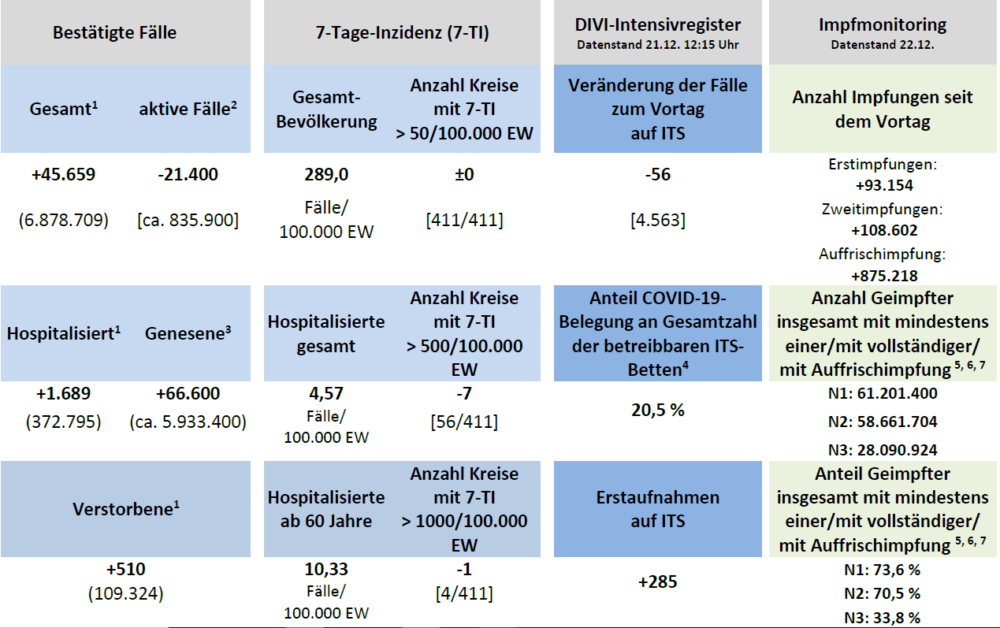 Bestätigte Fälle
7-Tage-Inzidenz (7-TI)
DIVI-Intensivregister
Datenstand 21.12. 12:15 Uhr
Impfmonitoring
Datenstand 22.12.
Gesamt¹
aktive Fälle²
Gesamt-
Bevölkerung
Anzahl Kreise
mit 7-TI
> 50/100.000 EW
Veränderung der Fälle
zum Vortag
auf ITS
Anzahl Impfungen seit
dem Vortag
+45.659
(6.878.709)
-21.400
[ca. 835.900]
289,0
Fälle/
100.000 EW
±0
[411/411]
-56
[4.563]
Erstimpfungen:
+93.154
Zweitimpfungen:
+108.602
Auffrischimpfung:
+875.218
Hospitalisiert¹
Genesene³
Hospitalisierte
gesamt
Anzahl Kreise
mit 7-TI
> 500/100.000
EW
Anteil COVID-19-
Belegung an Gesamtzahl
der betreibbaren ITS-
Betten⁴
Anzahl Geimpfter
insgesamt mit mindestens
einer/mit vollständiger/
mit Auffrischimpfung ⁵, ⁶, ⁷
+1.689
(372.795)
+66.600
(ca. 5.933.400)
4,57
Fälle/
100.000 EW
-7
[56/411]
20,5 %
N1: 61.201.400
N2: 58.661.704
N3: 28.090.924
Verstorbene¹
Hospitalisierte
ab 60 Jahre
Anzahl Kreise
mit 7-TI
> 1000/100.000
EW
Erstaufnahmen
auf ITS
Anteil Geimpfter
insgesamt mit mindestens
einer/mit vollständiger/
mit Auffrischimpfung ⁵, ⁶, ⁷
+510
(109.324)
10,33
Fälle/
100.000 EW
-1
[4/411]
+285
N1: 73,6 %
N2: 70,5 %
N3: 33,8 %